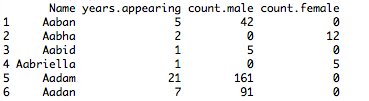 Name years.appearing count.male count.female
1 Aaban 5 42 0
2 Aabha 2 0 12
3 Aabid 1 5 0
4 Aabriella 1 0 5
5 Aadam 21 161 0
6 Aadan 7 91 0